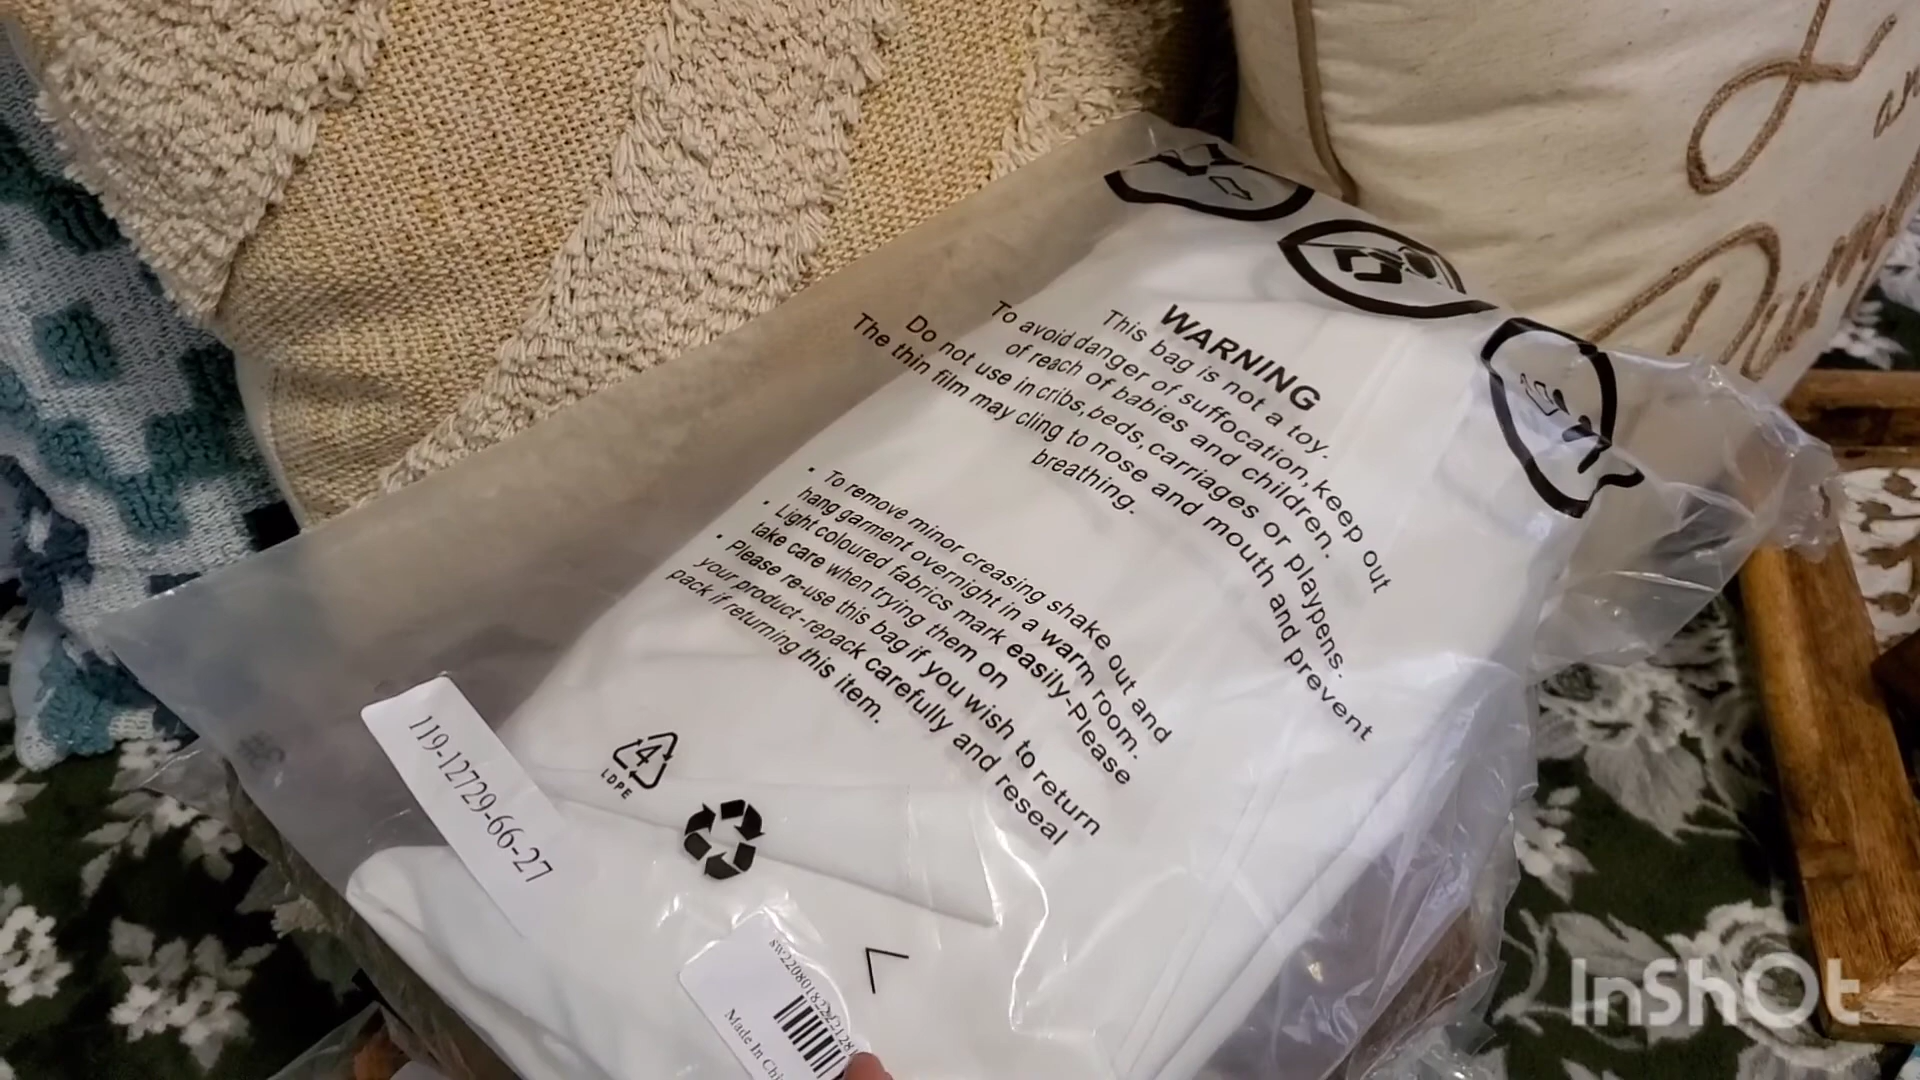 WARNING
This bag is not a toy.
To avoid danger of suffocation, keep out
of reach of babies and children.
Do not use in cribs, beds, carriages or playpens.
The thin film may cling to nose and mouth and prevent
breathing.
• To remove minor creasing shake out and
hang garment overnight in a warm room.
• Light coloured fabrics mark easily-Please
take care when trying them on
• Please re-use this bag if you wish to return
your product - repack carefully and reseal
pack if returning this item.
4
LDPE
119-12729-66-27
Made In
InShOt